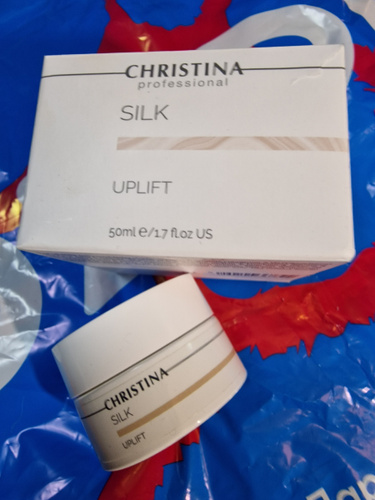 CHRISTINA
professional
SILK
UPLIFT
50ml e/1.7 fl.oz US
CHRISTINA
SILK
UPLIFT